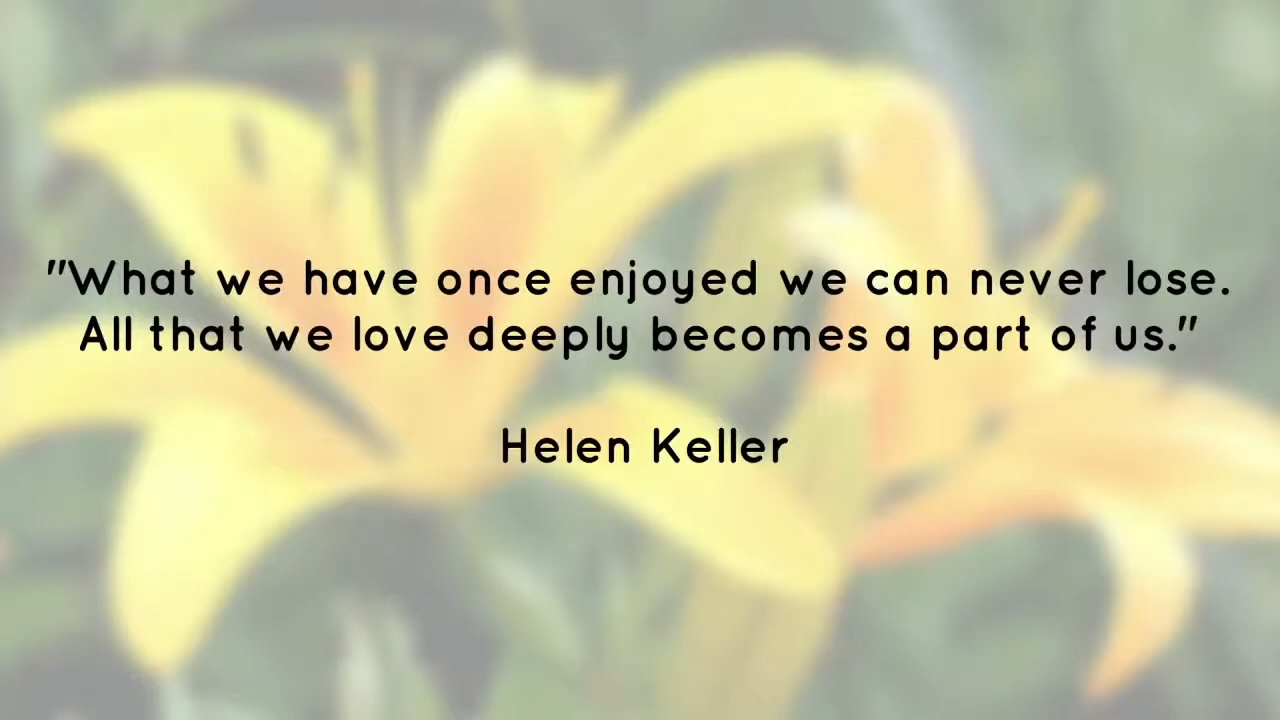 "What we have once enjoyed we can never lose.
All that we love deeply becomes a part of us."
Helen Keller